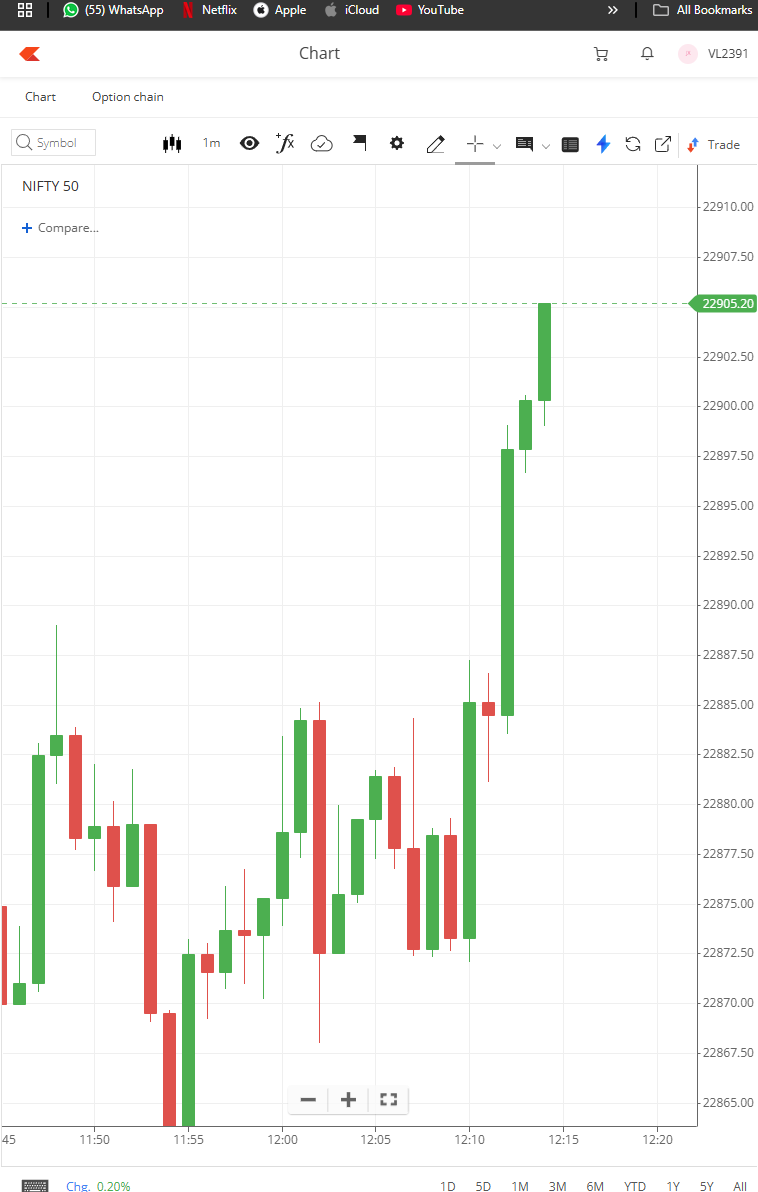 (55) WhatsApp Netflix Apple iCloud YouTube » All Bookmarks
Chart VL2391
Chart Option chain
Symbol 1m +ƒx Trade
NIFTY 50
+ Compare...
22910.00
22907.50
22905.20
22902.50
22900.00
22897.50
22895.00
22892.50
22890.00
22887.50
22885.00
22882.50
22880.00
22877.50
22875.00
22872.50
22870.00
22867.50
22865.00
45 11:50 11:55 12:00 12:05 12:10 12:15 12:20
Chg. 0.20% 1D 5D 1M 3M 6M YTD 1Y 5Y All